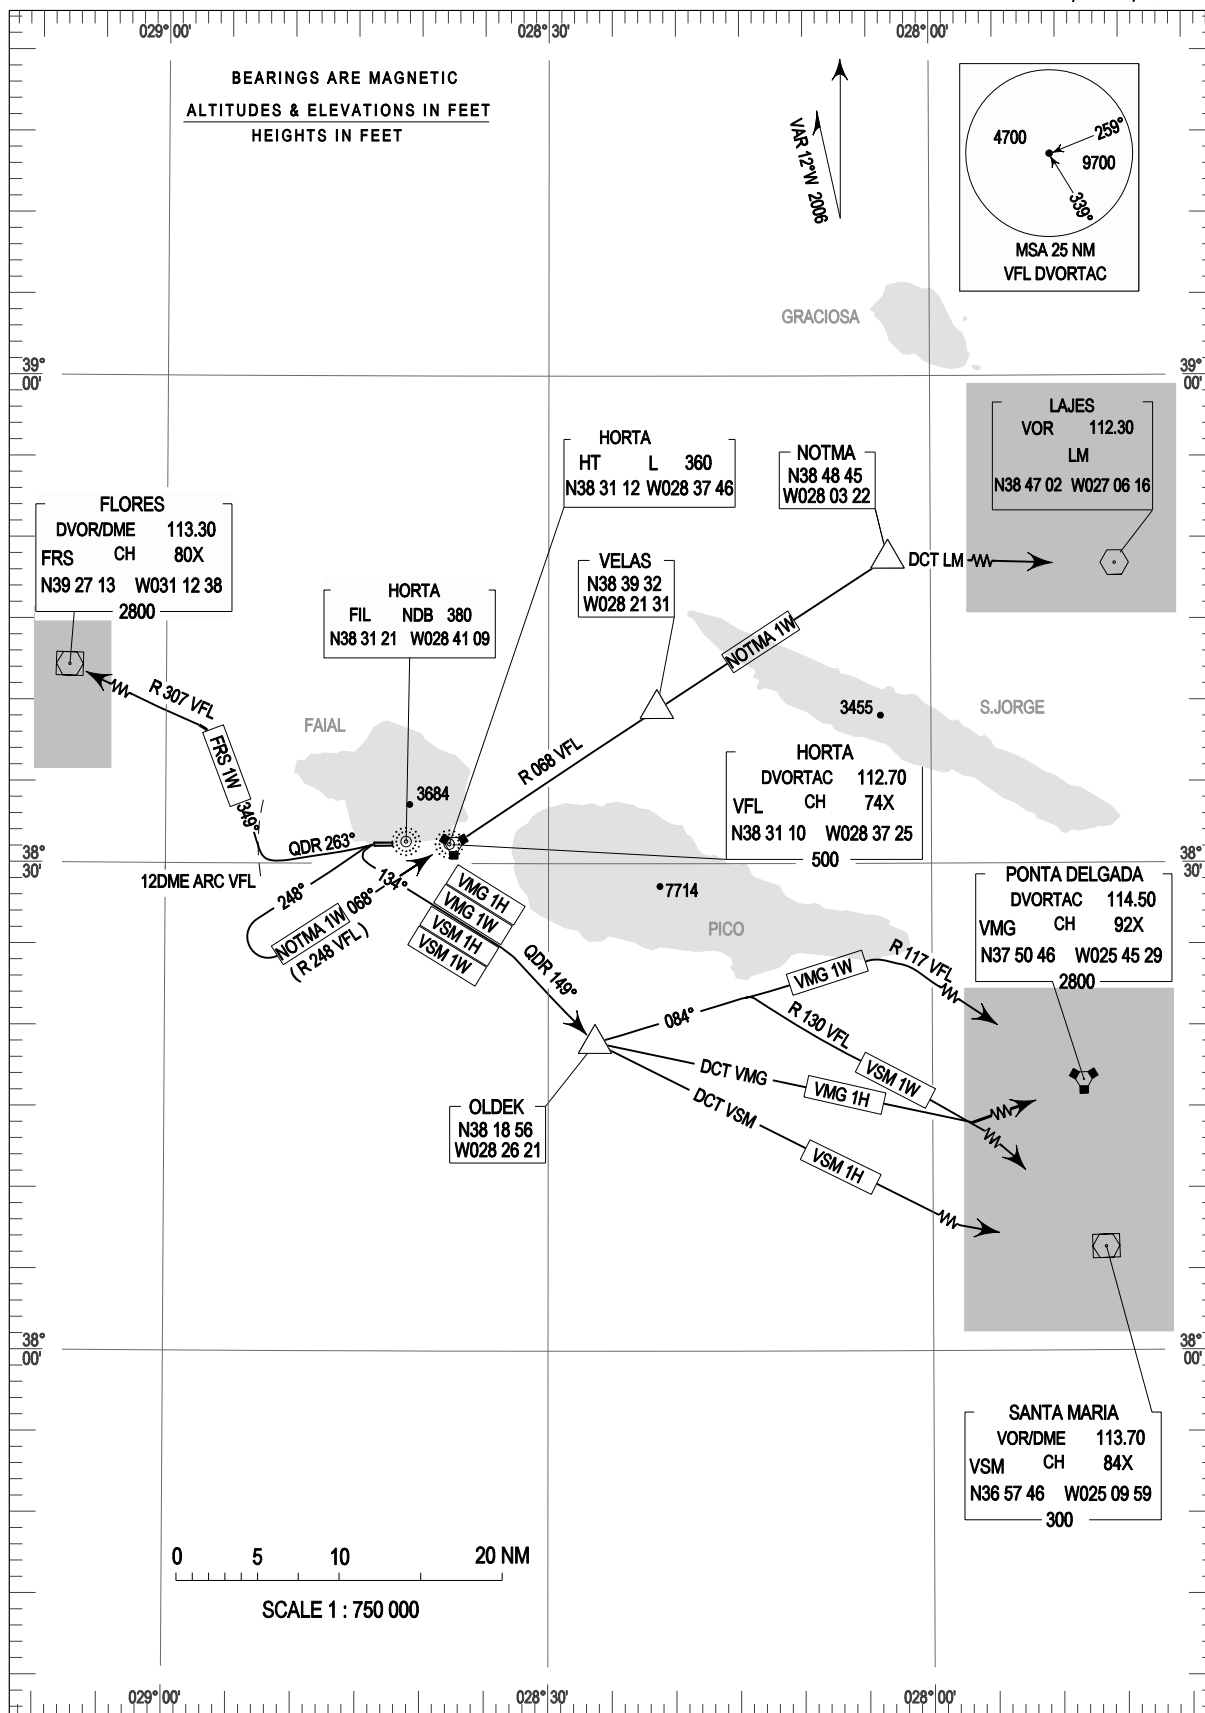 029° 00'
028° 30'
028° 00'
BEARINGS ARE MAGNETIC
ALTITUDES & ELEVATIONS IN FEET
HEIGHTS IN FEET
VAR 12°W 2006
4700
259°
9700
339°
MSA 25 NM
VFL DVORTAC
GRACIOSA
39°
00'
39°
00'
LAJES
VOR 112.30
LM
N38 47 02 W027 06 16
HORTA
HT L 360
N38 31 12 W028 37 46
NOTMA
N38 48 45
W028 03 22
FLORES
DVOR/DME 113.30
FRS CH 80X
N39 27 13 W031 12 38
2800
VELAS
N38 39 32
W028 21 31
DCT LM
HORTA
FIL NDB 380
N38 31 21 W028 41 09
NOTMA 1W
R 307 VFL
FAIAL
3455
S.JORGE
FRS 1W
R 068 VFL
HORTA
DVORTAC 112.70
VFL CH 74X
N38 31 10 W028 37 25
500
3684
349°
QDR 263°
38°
30'
38°
30'
12DME ARC VFL
248°
134°
NOTMA 1W 068°
( R 248 VFL )
VMG 1H
VMG 1W
VSM 1H
VSM 1W
7714
PICO
PONTA DELGADA
DVORTAC 114.50
VMG CH 92X
N37 50 46 W025 45 29
2800
QDR 149°
VMG 1W
R 117 VFL
084°
R 130 VFL
DCT VMG
VSM 1W
VMG 1H
DCT VSM
VSM 1H
OLDEK
N38 18 56
W028 26 21
38°
00'
38°
00'
SANTA MARIA
VOR/DME 113.70
VSM CH 84X
N36 57 46 W025 09 59
300
0 5 10 20 NM
SCALE 1 : 750 000
029° 00'
028° 30'
028° 00'